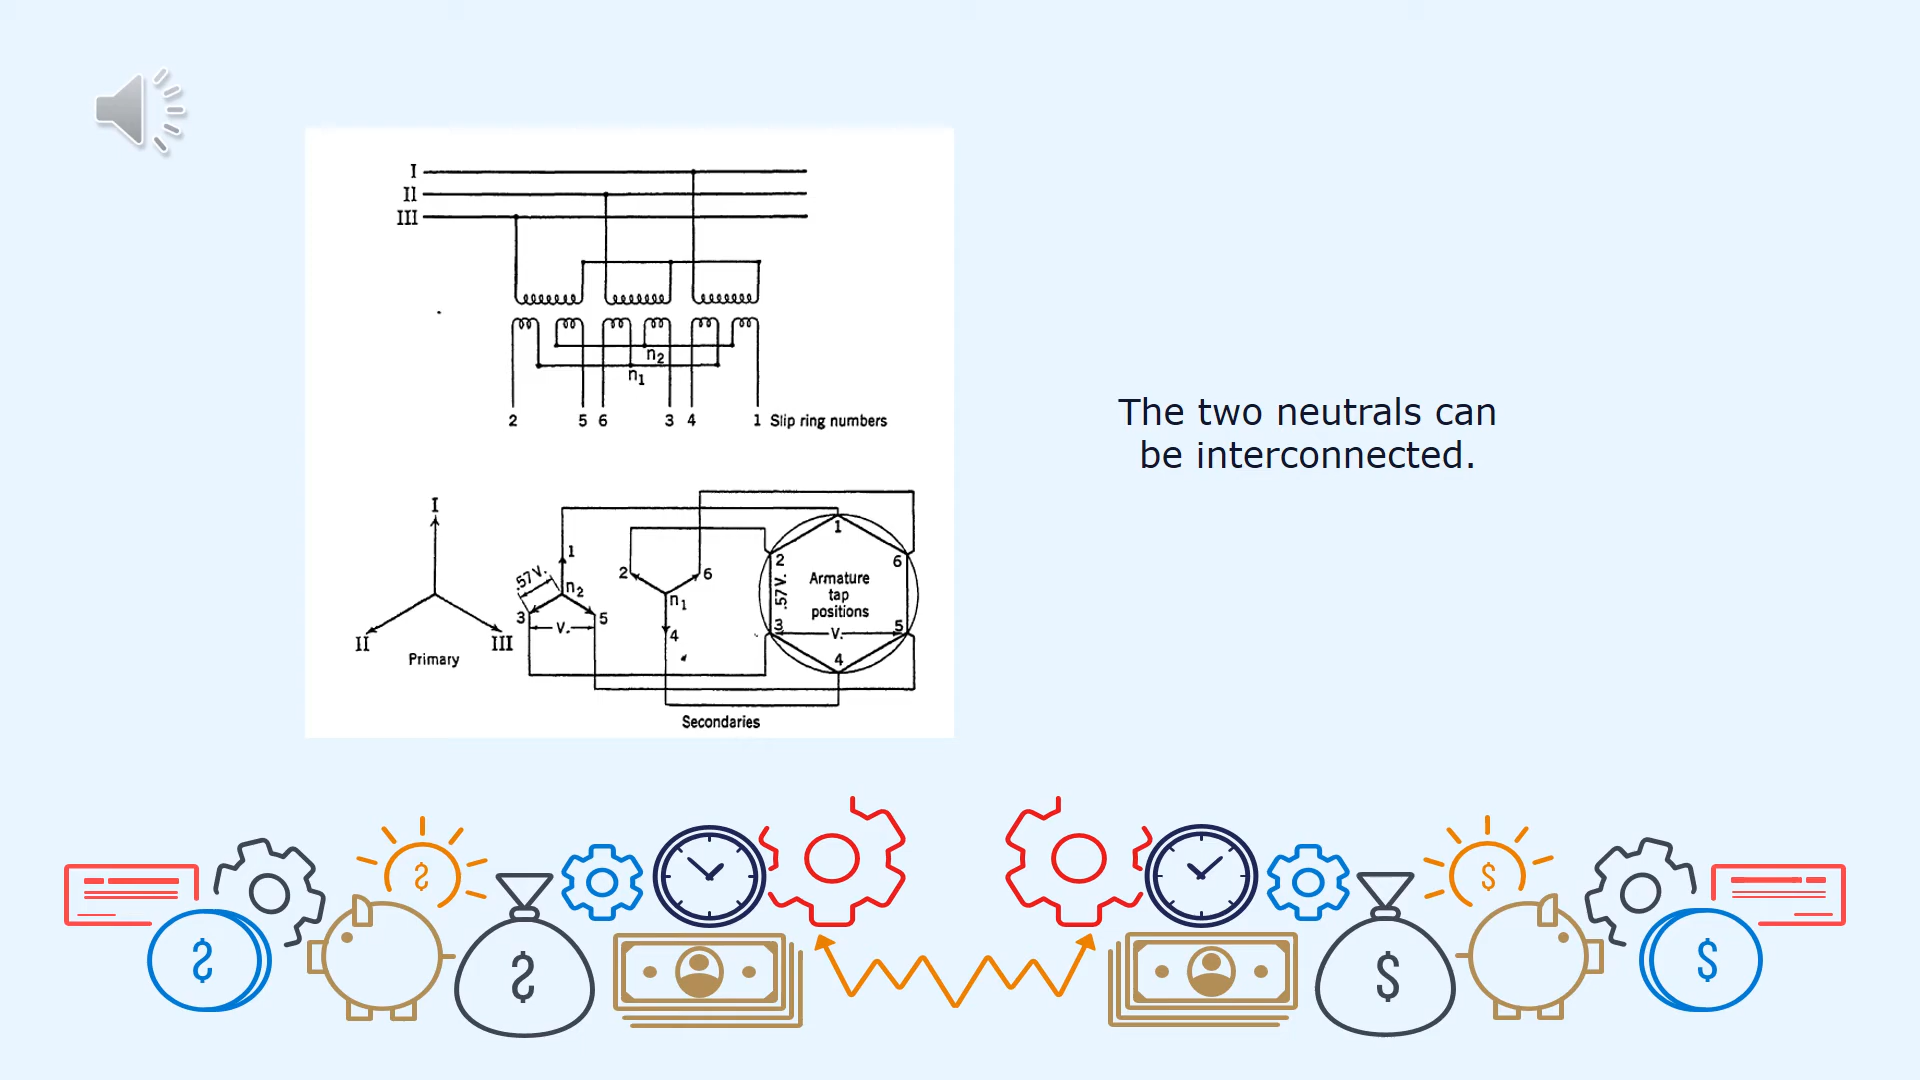 I
II
III
n2
n1
2 5 6 3 4 1 Slip ring numbers
I
II
III
Primary
.57 V.
1
n2
3
5
V.
2
6
n1
4
1
2
6
.57 V.
Armature
tap
positions
3
V.
5
4
Secondaries
The two neutrals can
be interconnected.
$
$
$
$
$
$